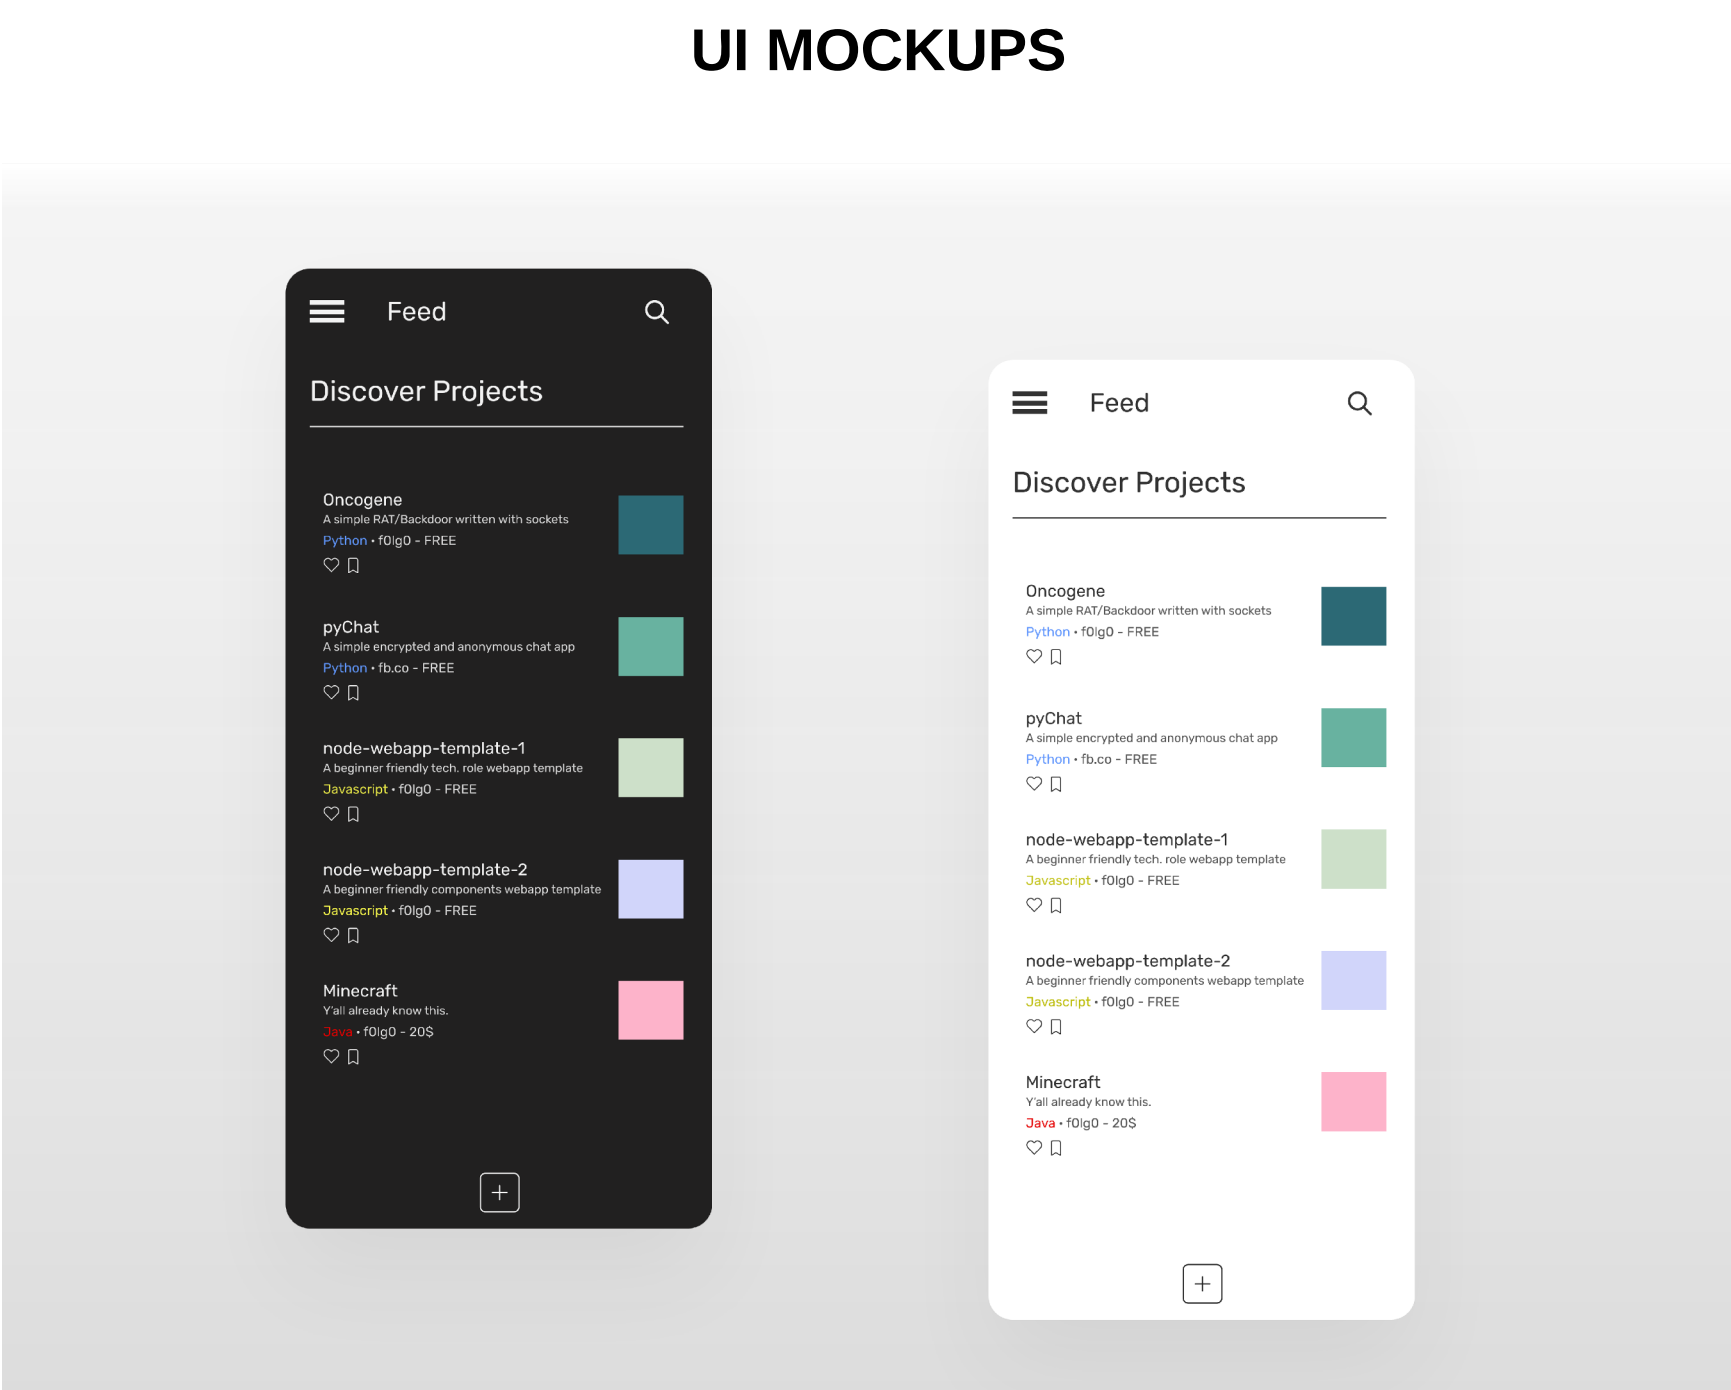 UI MOCKUPS
Feed
Discover Projects
Oncogene
A simple RAT/Backdoor written with sockets
Python • f0lg0 - FREE
pyChat
A simple encrypted and anonymous chat app
Python • fb.co - FREE
node-webapp-template-1
A beginner friendly tech. role webapp template
Javascript • f0lg0 - FREE
node-webapp-template-2
A beginner friendly components webapp template
Javascript • f0lg0 - FREE
Minecraft
Y'all already know this.
Java • f0lg0 - 20$
Feed
Discover Projects
Oncogene
A simple RAT/Backdoor written with sockets
Python • f0lg0 - FREE
pyChat
A simple encrypted and anonymous chat app
Python • fb.co - FREE
node-webapp-template-1
A beginner friendly tech. role webapp template
Javascript • f0lg0 - FREE
node-webapp-template-2
A beginner friendly components webapp template
Javascript • f0lg0 - FREE
Minecraft
Y'all already know this.
Java • f0lg0 - 20$